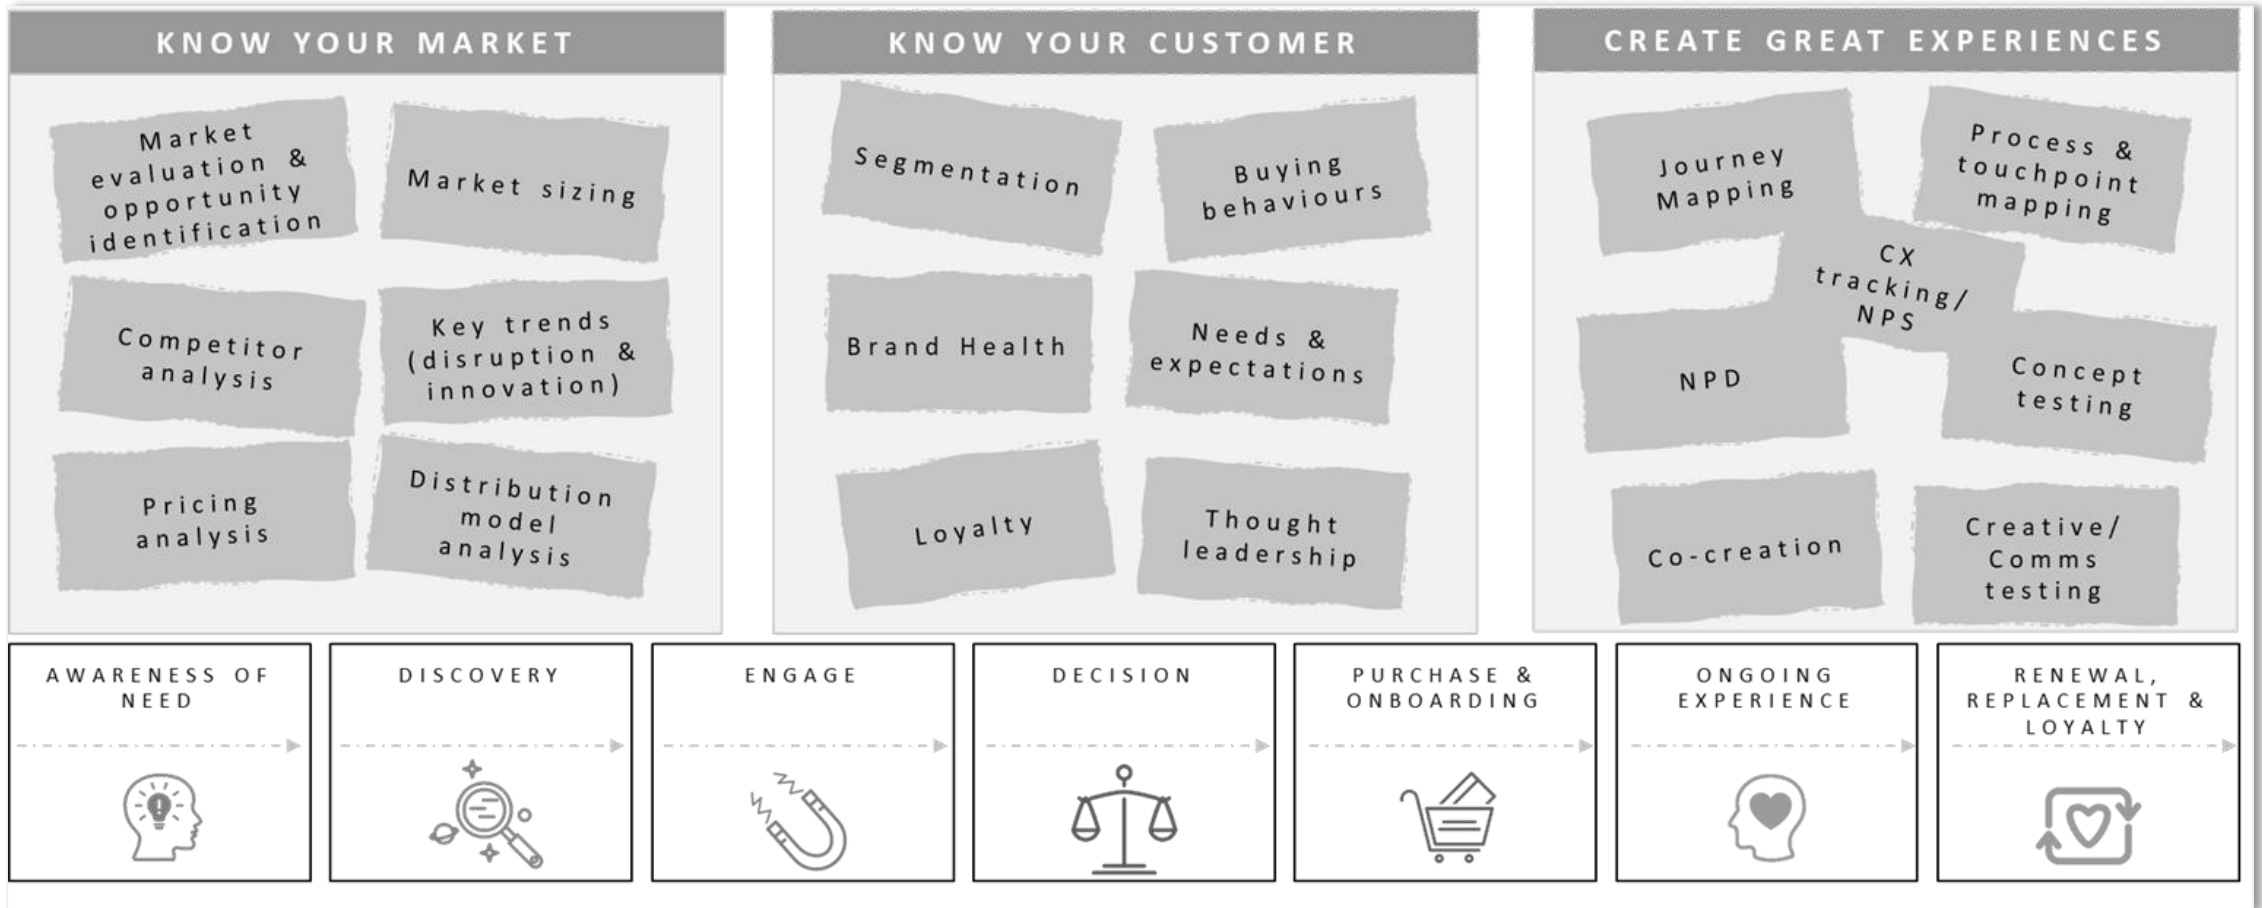 KNOW YOUR MARKET
Market
evaluation &
opportunity
identification
Market sizing
Competitor
analysis
Key trends
(disruption &
innovation)
Pricing
analysis
Distribution
model
analysis
KNOW YOUR CUSTOMER
Segmentation
Buying
behaviours
Brand Health
Needs &
expectations
Loyalty
Thought
leadership
CREATE GREAT EXPERIENCES
Journey
Mapping
Process &
touchpoint
mapping
CX
tracking/
NPS
NPD
Concept
testing
Co-creation
Creative/
Comms
testing
AWARENESS OF
NEED
DISCOVERY
ENGAGE
DECISION
PURCHASE &
ONBOARDING
ONGOING
EXPERIENCE
RENEWAL,
REPLACEMENT &
LOYALTY